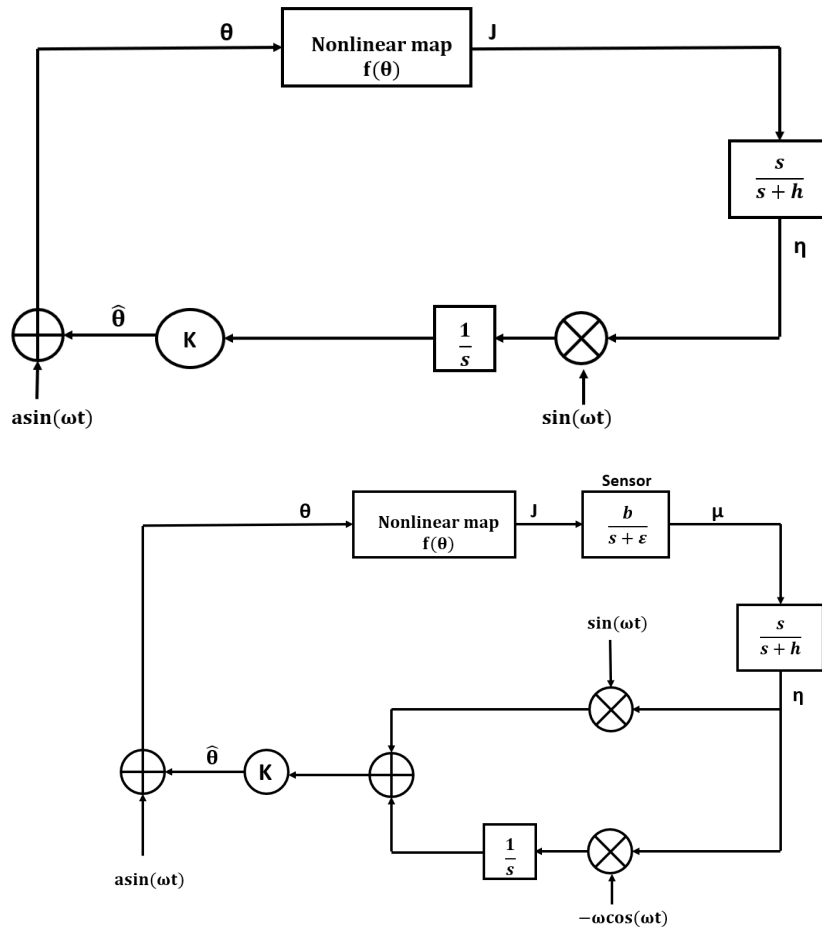 θ
Nonlinear map
f(θ)
J
s
s + h
η
θ̂
K
1
s
asin(ωt)
sin(ωt)
Sensor
θ
Nonlinear map
f(θ)
J
b
s + ε
μ
sin(ωt)
s
s + h
η
θ̂
K
1
s
asin(ωt)
−ωcos(ωt)